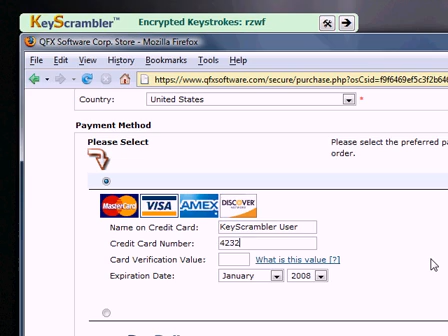 KeyScrambler™ Encrypted Keystrokes: rzwf
QFX Software Corp. Store - Mozilla Firefox
File Edit View History Bookmarks Tools Help
https://www.qfxsoftware.com/secure/purchase.php?osCsid=f9f6469ef5c3f2b646
Country: United States *
Payment Method
Please Select
Please select the preferred pa
order.
MasterCard VISA AMEX DISCOVER
Name on Credit Card: KeyScrambler User
Credit Card Number: 4232
Card Verification Value: What is this value [?]
Expiration Date: January 2008